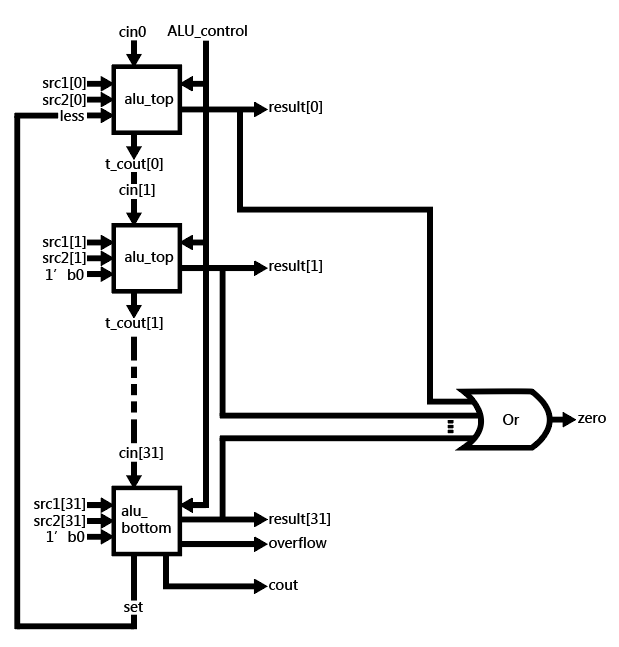 cin0 ALU_control
src1[0]
src2[0]
less
alu_top
result[0]
t_cout[0]
cin[1]
src1[1]
src2[1]
1' b0
alu_top
result[1]
t_cout[1]
Or
zero
cin[31]
src1[31]
src2[31]
1' b0
alu_
bottom
result[31]
overflow
cout
set